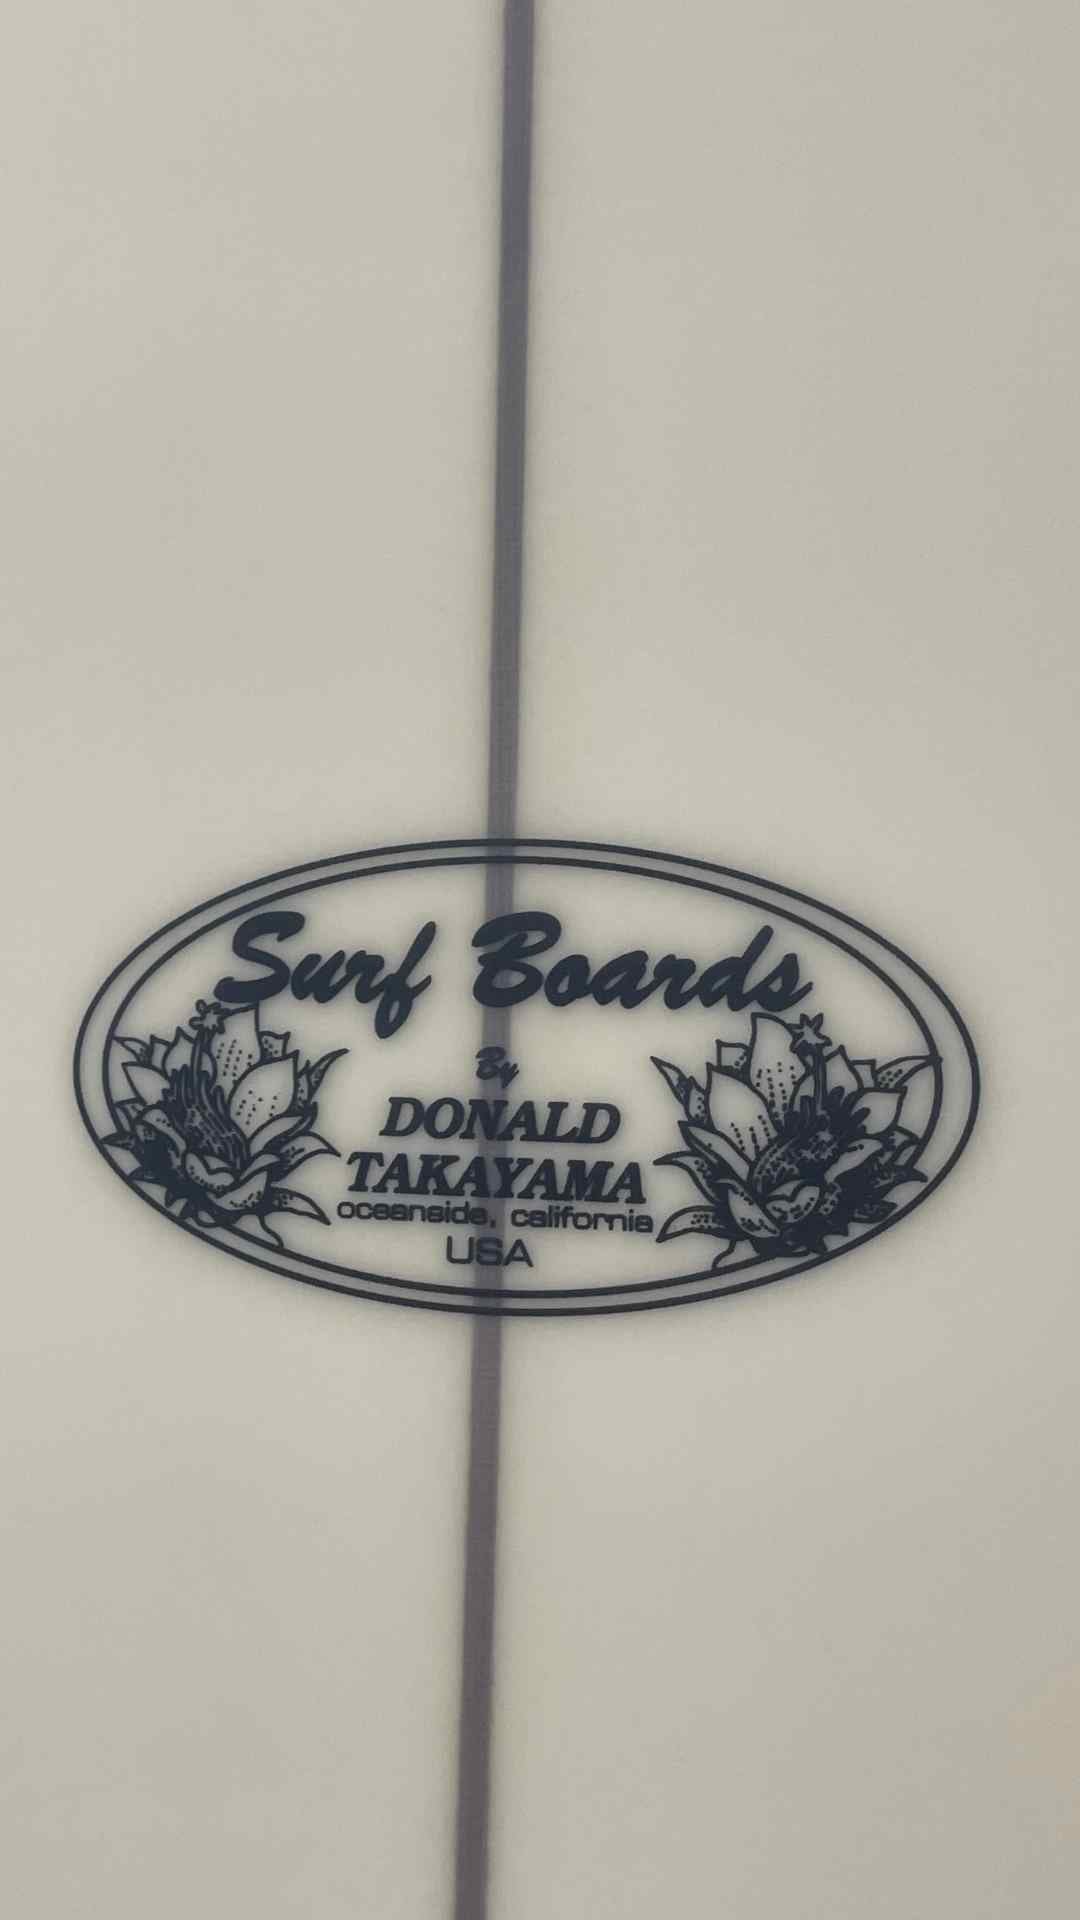 Surf Boards
By
DONALD
TAKAYAMA
oceanside, california
USA